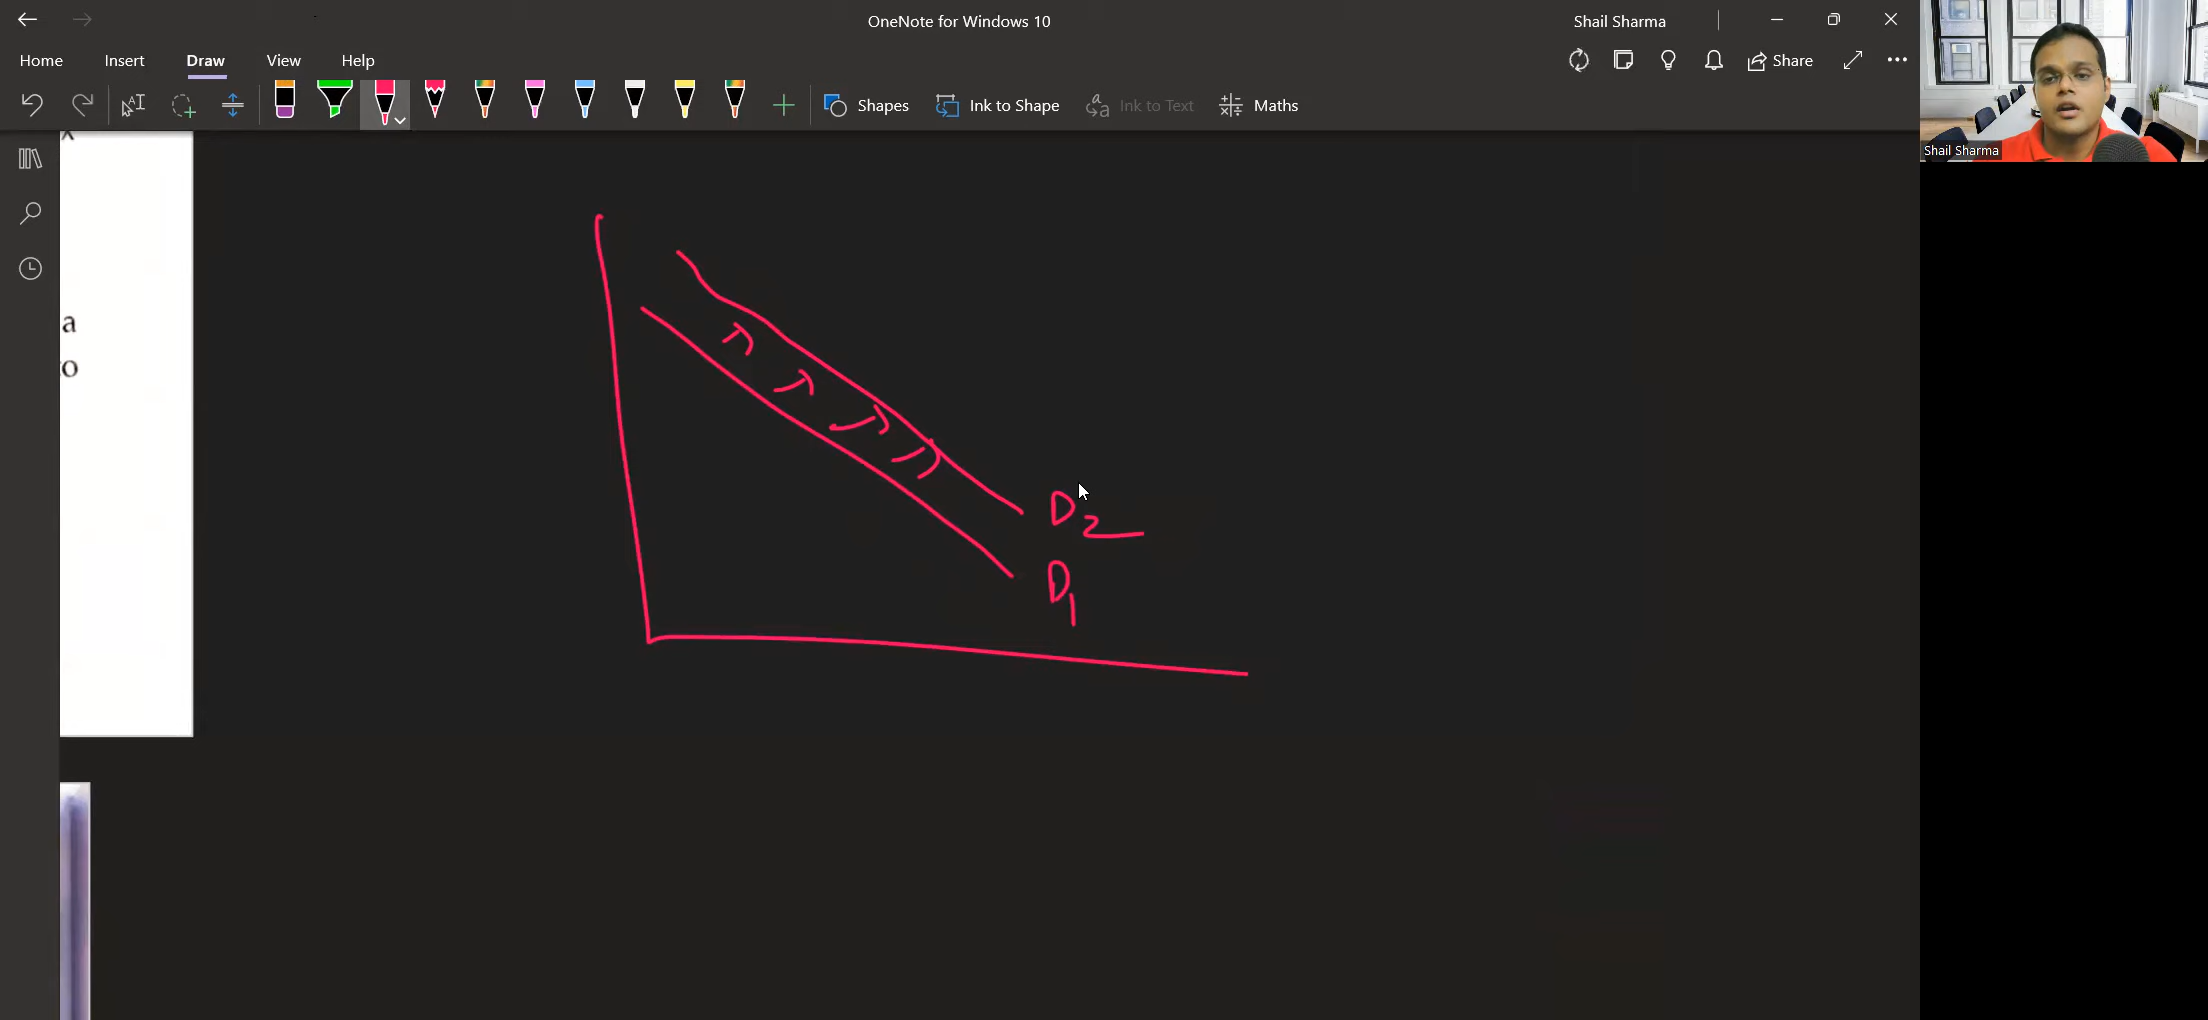 OneNote for Windows 10
Shail Sharma
Home Insert Draw View Help
Share
Shapes Ink to Shape Ink to Text Maths
Shail Sharma
a
D2
D1